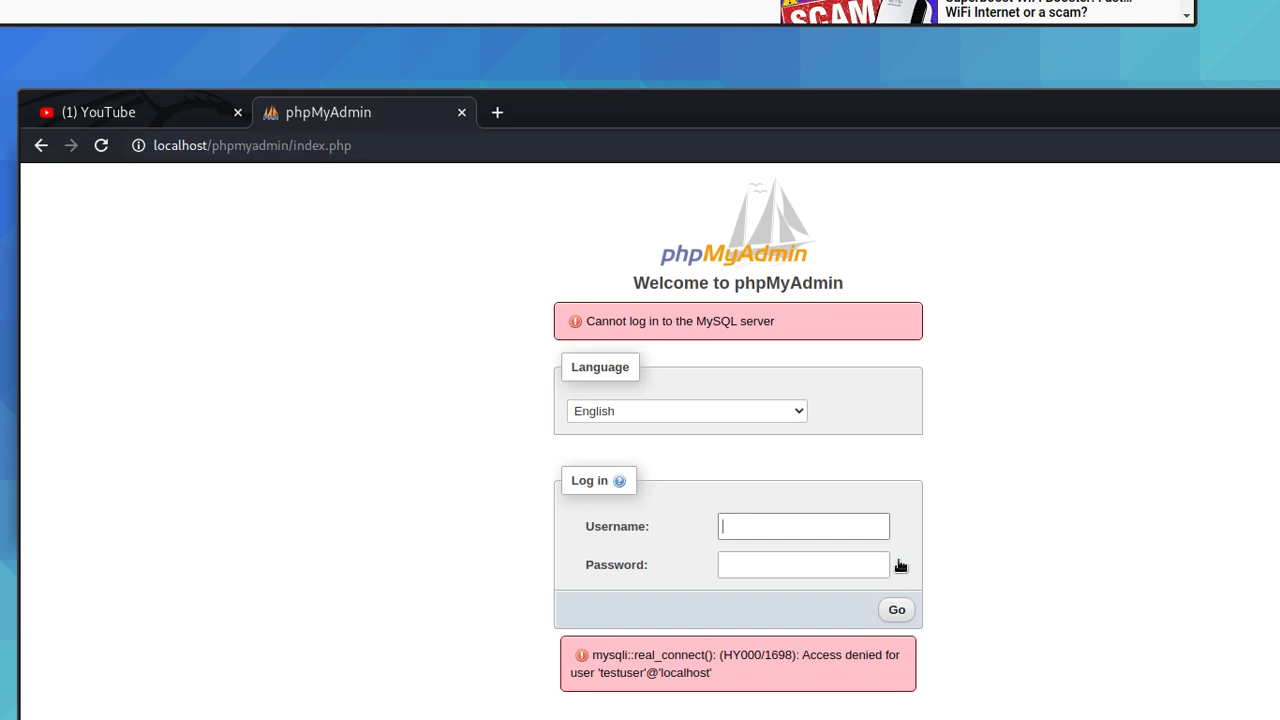 SCAM
WiFi Internet or a scam?
(1) YouTube
phpMyAdmin
localhost/phpmyadmin/index.php
phpMyAdmin
Welcome to phpMyAdmin
Cannot log in to the MySQL server
Language
English
Log in
Username:
Password:
Go
mysqli::real_connect(): (HY000/1698): Access denied for
user 'testuser'@'localhost'